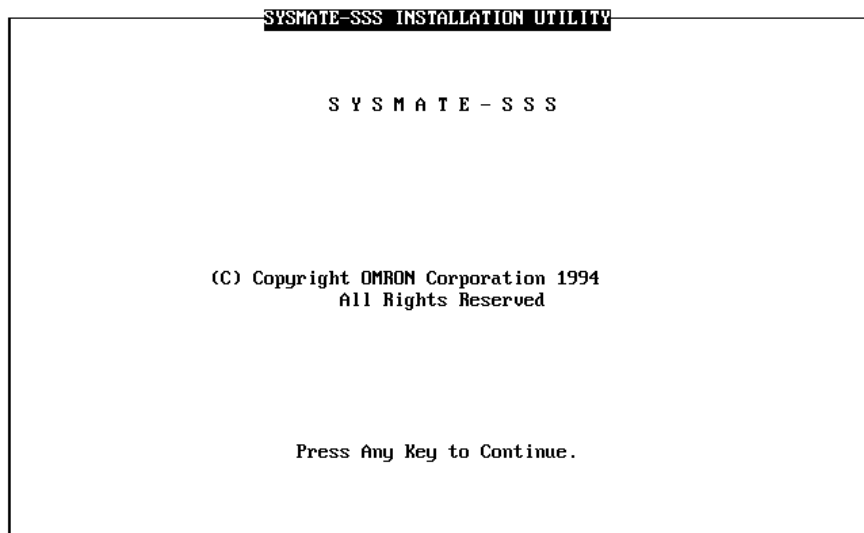 SYSMATE-SSS INSTALLATION UTILITY
S Y S M A T E - S S S
(C) Copyright OMRON Corporation 1994
All Rights Reserved
Press Any Key to Continue.